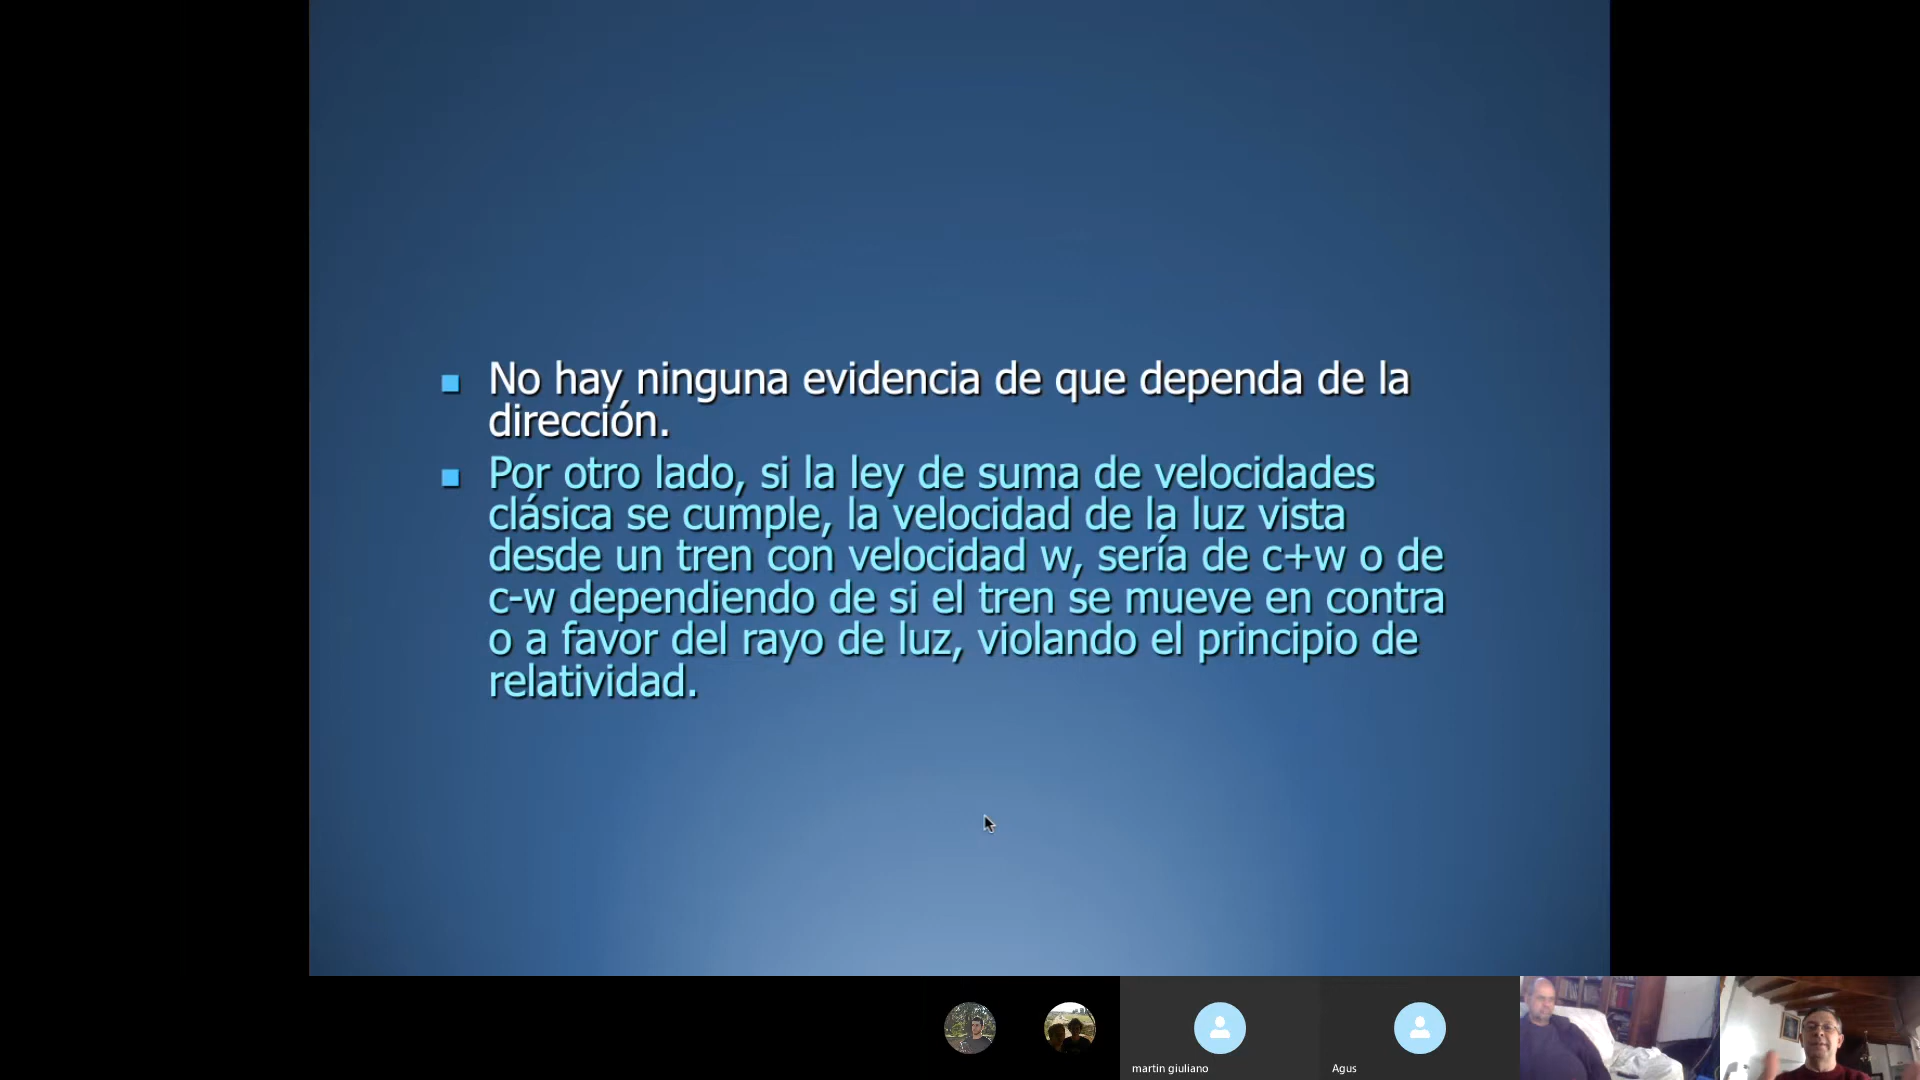 No hay ninguna evidencia de que dependa de la
dirección.
Por otro lado, si la ley de suma de velocidades
clásica se cumple, la velocidad de la luz vista
desde un tren con velocidad w, sería de c+w o de
c-w dependiendo de si el tren se mueve en contra
o a favor del rayo de luz, violando el principio de
relatividad.
martin giuliano
Agus